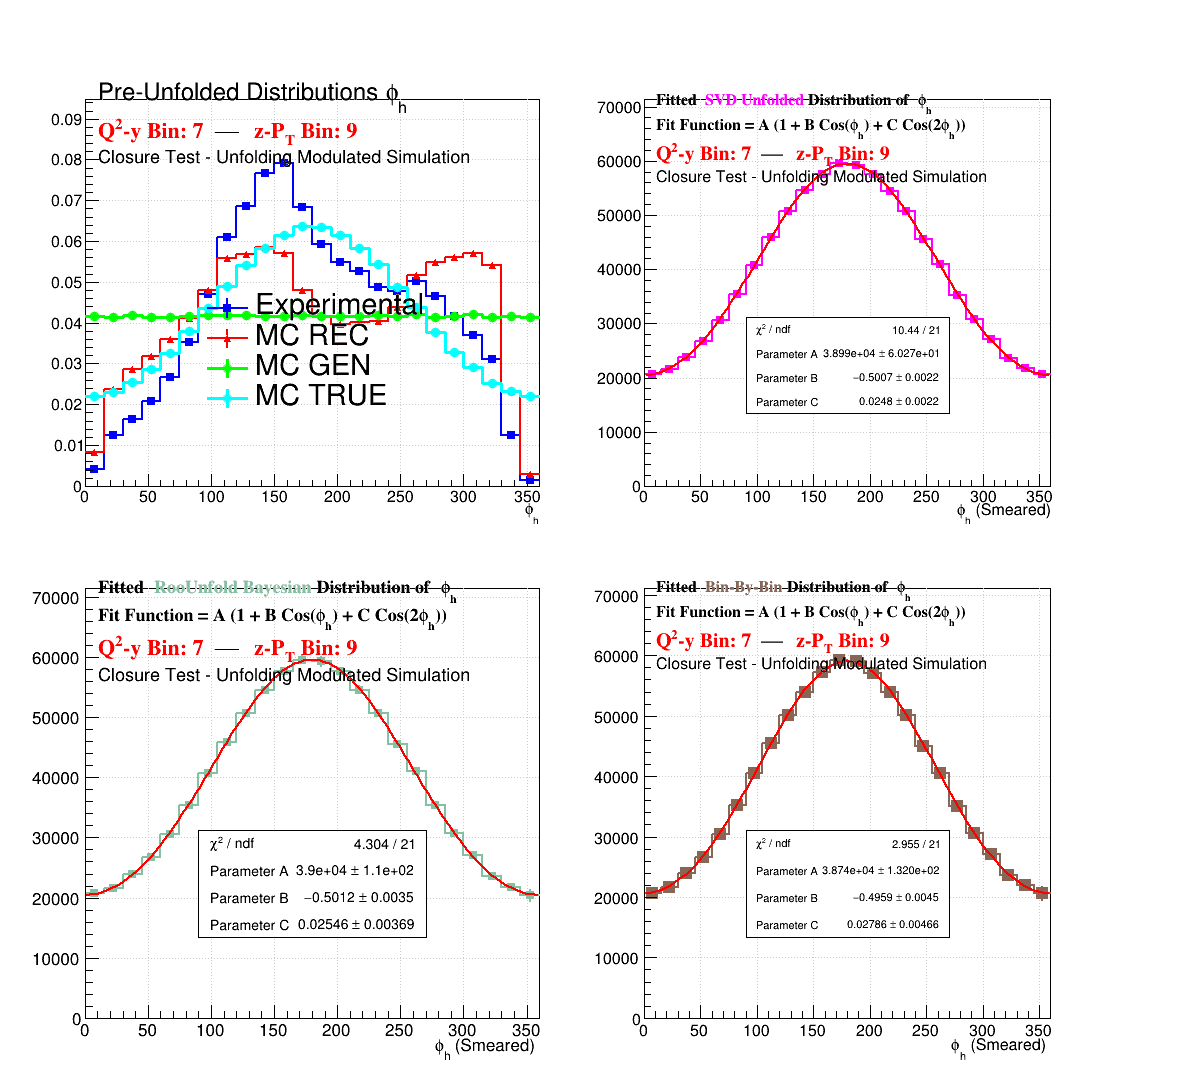 Pre-Unfolded Distributions ϕh
Q²-y Bin: 7 — z-PT Bin: 9
Closure Test - Unfolding Modulated Simulation
0.09
0.08
0.07
0.06
0.05
0.04
0.03
0.02
0.01
0
Experimental
MC REC
MC GEN
MC TRUE
0 50 100 150 200 250 300 350
ϕh
Fitted SVD Unfolded Distribution of ϕh
Fit Function = A (1 + B Cos(ϕh) + C Cos(2ϕh))
Q²-y Bin: 7 — z-PT Bin: 9
Closure Test - Unfolding Modulated Simulation
70000
60000
50000
40000
30000
20000
10000
0
χ² / ndf 10.44 / 21
Parameter A 3.899e+04 ± 6.027e+01
Parameter B −0.5007 ± 0.0022
Parameter C 0.0248 ± 0.0022
0 50 100 150 200 250 300 350
ϕh (Smeared)
Fitted RooUnfold Bayesian Distribution of ϕh
Fit Function = A (1 + B Cos(ϕh) + C Cos(2ϕh))
Q²-y Bin: 7 — z-PT Bin: 9
Closure Test - Unfolding Modulated Simulation
70000
60000
50000
40000
30000
20000
10000
0
χ² / ndf 4.304 / 21
Parameter A 3.9e+04 ± 1.1e+02
Parameter B −0.5012 ± 0.0035
Parameter C 0.02546 ± 0.00369
0 50 100 150 200 250 300 350
ϕh (Smeared)
Fitted Bin-By-Bin Distribution of ϕh
Fit Function = A (1 + B Cos(ϕh) + C Cos(2ϕh))
Q²-y Bin: 7 — z-PT Bin: 9
Closure Test - Unfolding Modulated Simulation
70000
60000
50000
40000
30000
20000
10000
0
χ² / ndf 2.955 / 21
Parameter A 3.874e+04 ± 1.320e+02
Parameter B −0.4959 ± 0.0045
Parameter C 0.02786 ± 0.00466
0 50 100 150 200 250 300 350
ϕh (Smeared)